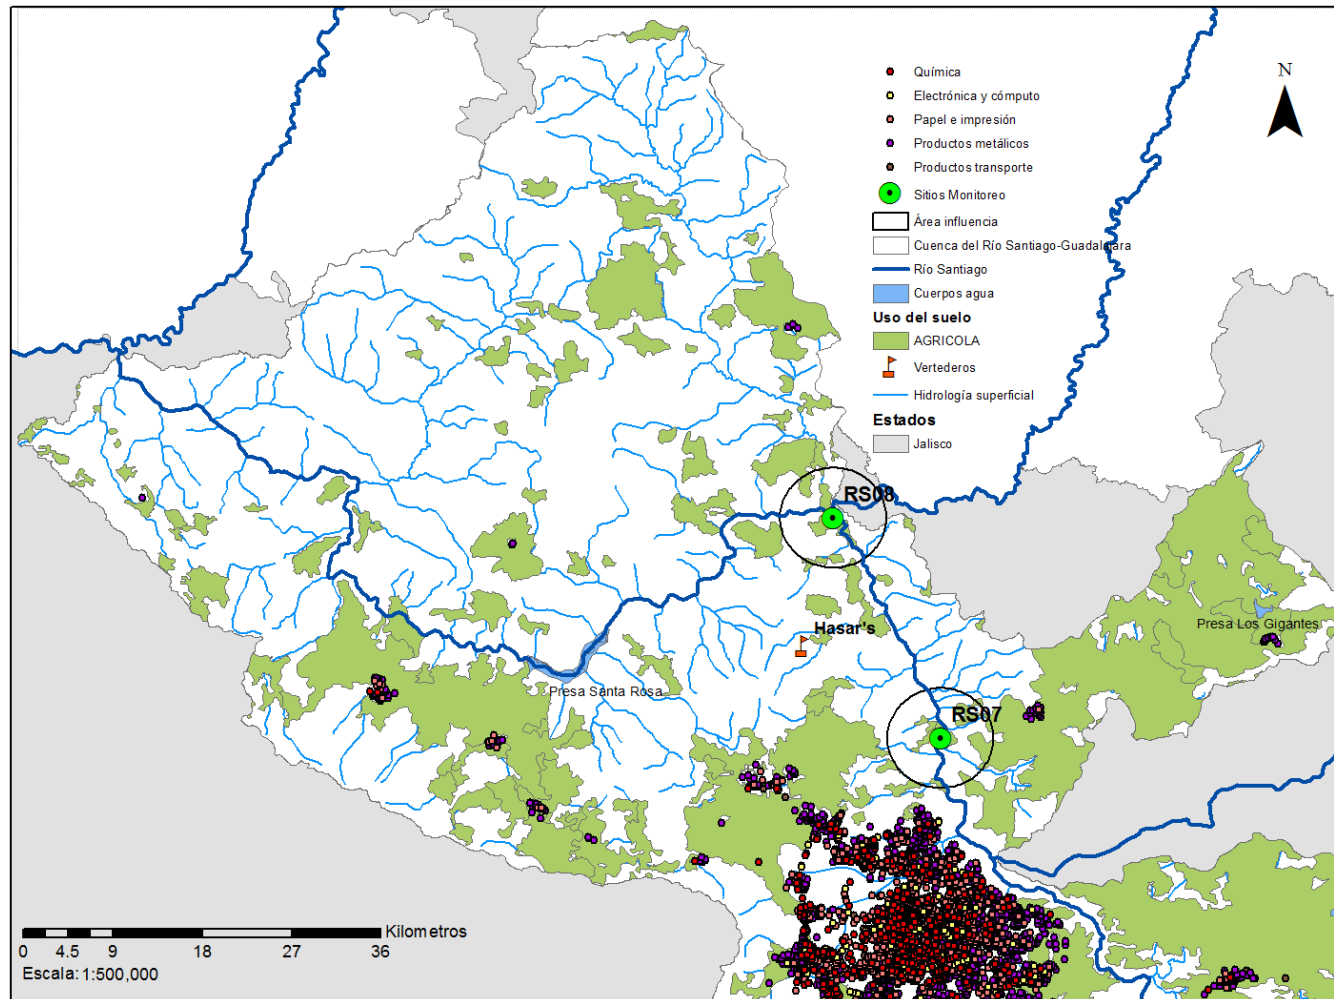 N
Química
Electrónica y cómputo
Papel e impresión
Productos metálicos
Productos transporte
Sitios Monitoreo
Área influencia
Cuenca del Río Santiago-Guadalajara
Río Santiago
Cuerpos agua
Uso del suelo
AGRICOLA
Vertederos
Hidrología superficial
Estados
Jalisco
RS08
Hasar's
Presa Los Gigantes
Presa Santa Rosa
RS07
Kilometros
0 4.5 9 18 27 36
Escala: 1:500,000